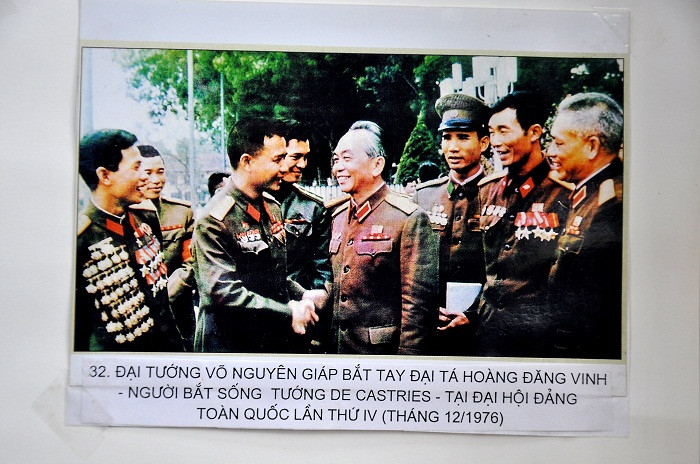 32. ĐẠI TƯỚNG VÕ NGUYÊN GIÁP BẮT TAY ĐẠI TÁ HOÀNG ĐĂNG VINH
- NGƯỜI BẮT SỐNG TƯỚNG DE CASTRIES - TẠI ĐẠI HỘI ĐẢNG
TOÀN QUỐC LẦN THỨ IV (THÁNG 12/1976)